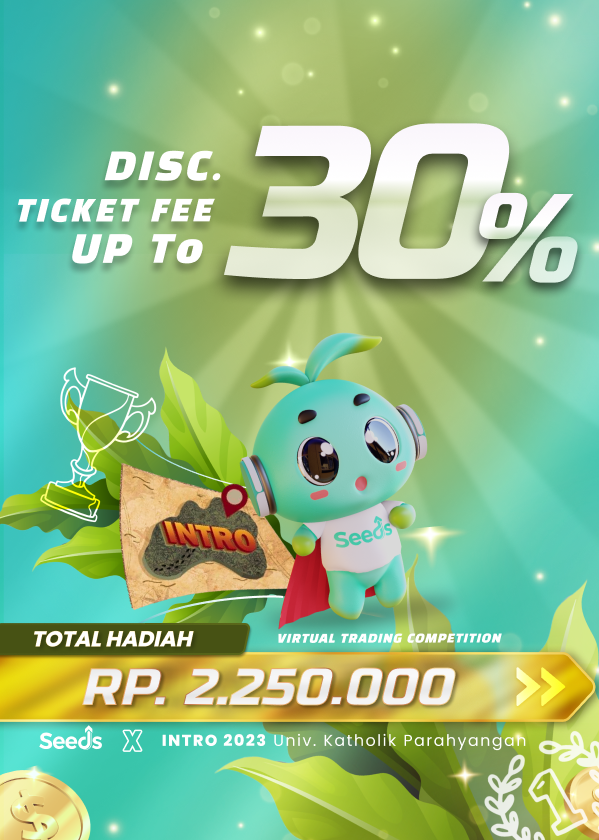 DISC.
TICKET FEE
UP To
30%
INTRO
Seeds
TOTAL HADIAH
VIRTUAL TRADING COMPETITION
RP. 2.250.000
Seeds X INTRO 2023 Univ. Katholik Parahyangan
$
1